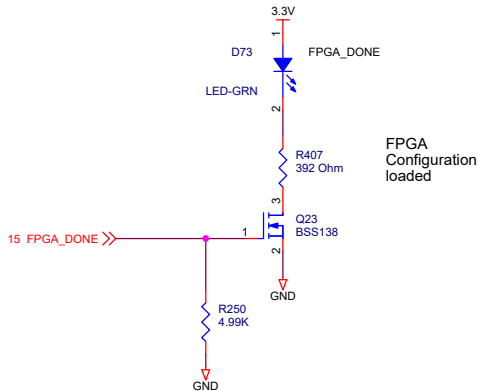 3.3V
1
D73
FPGA_DONE
LED-GRN
2
R407
392 Ohm
FPGA
Configuration
loaded
3
Q23
BSS138
15 FPGA_DONE
1
2
GND
R250
4.99K
GND